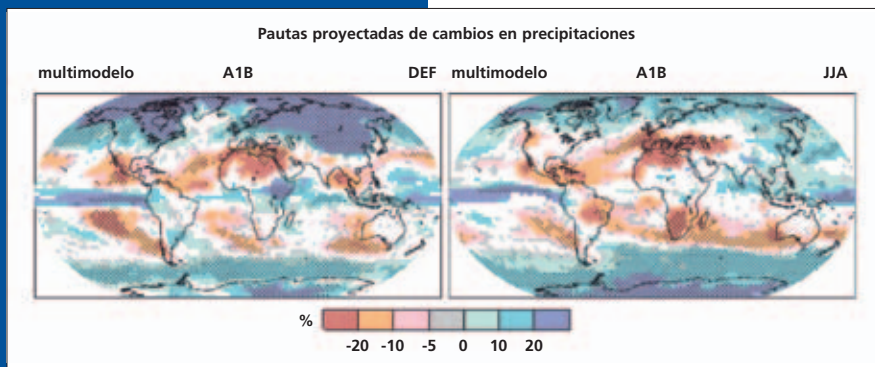 Pautas proyectadas de cambios en precipitaciones
multimodelo A1B DEF multimodelo A1B JJA
%
-20 -10 -5 0 10 20